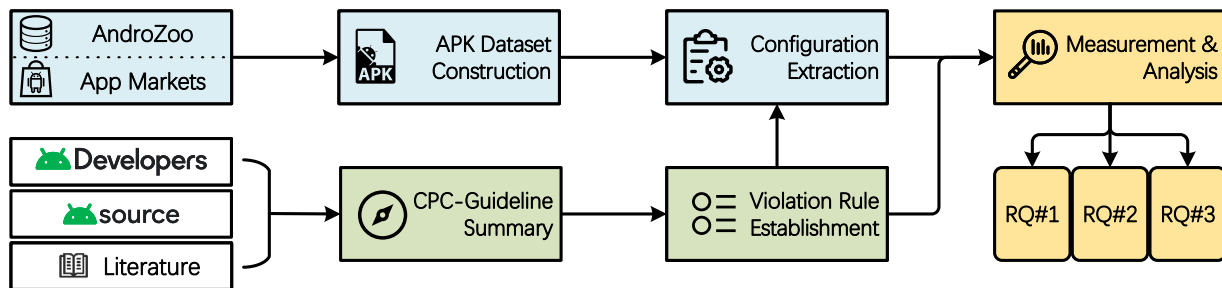 AndroZoo
App Markets
APK
APK Dataset
Construction
Configuration
Extraction
Measurement &
Analysis
Developers
source
Literature
CPC-Guideline
Summary
Violation Rule
Establishment
RQ#1
RQ#2
RQ#3